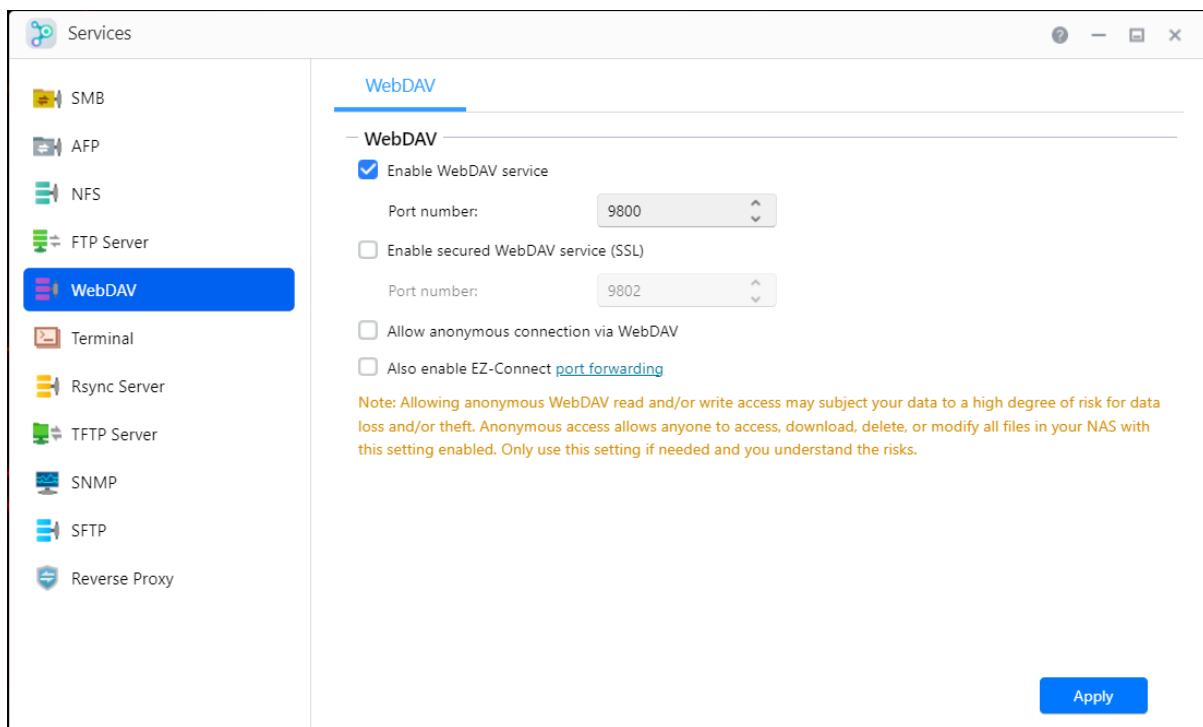 Services
SMB
AFP
NFS
FTP Server
WebDAV
Terminal
Rsync Server
TFTP Server
SNMP
SFTP
Reverse Proxy
WebDAV
WebDAV
Enable WebDAV service
Port number: 9800
Enable secured WebDAV service (SSL)
Port number: 9802
Allow anonymous connection via WebDAV
Also enable EZ-Connect port forwarding
Note: Allowing anonymous WebDAV read and/or write access may subject your data to a high degree of risk for data
loss and/or theft. Anonymous access allows anyone to access, download, delete, or modify all files in your NAS with
this setting enabled. Only use this setting if needed and you understand the risks.
Apply